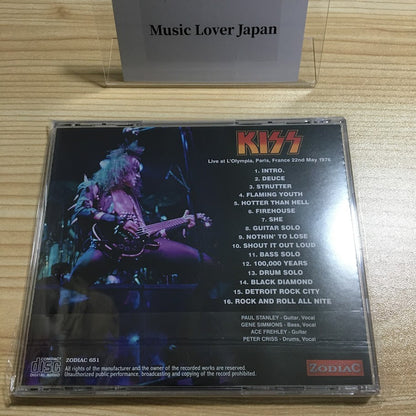 Music Lover Japan
KISS
Live at L'Olympia, Paris, France 22nd May 1976
1. INTRO.
2. DEUCE
3. STRUTTER
4. FLAMING YOUTH
5. HOTTER THAN HELL
6. FIREHOUSE
7. SHE
8. GUITAR SOLO
9. NOTHIN' TO LOSE
10. SHOUT IT OUT LOUD
11. BASS SOLO
12. 100,000 YEARS
13. DRUM SOLO
14. BLACK DIAMOND
15. DETROIT ROCK CITY
16. ROCK AND ROLL ALL NITE
PAUL STANLEY - Guitar, Vocal
GENE SIMMONS - Bass, Vocal
ACE FREHLEY - Guitar
PETER CRISS - Drums, Vocal
COMPACT
disc
DIGITAL AUDIO
ZODIAC 651
All rights of the manufacturer and the owner of the recorded works are reserved.
Unauthorized public performance, broadcasting and copying of the record prohibited.
ZODIAC